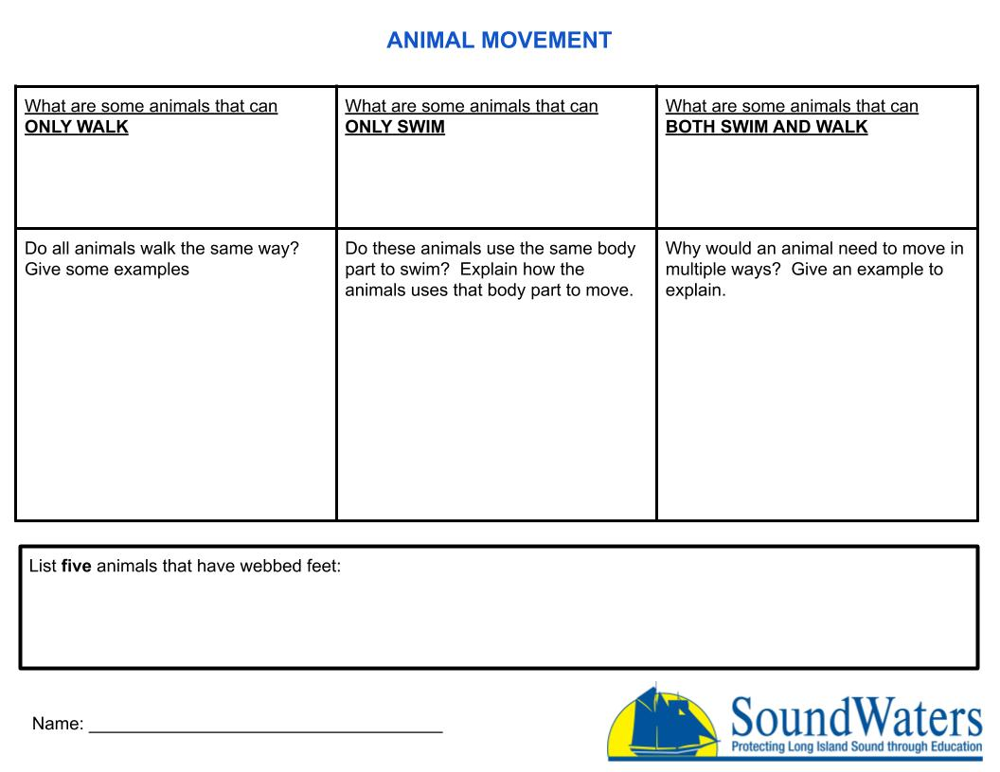 ANIMAL MOVEMENT
What are some animals that can
ONLY WALK
What are some animals that can
ONLY SWIM
What are some animals that can
BOTH SWIM AND WALK
Do all animals walk the same way?
Give some examples
Do these animals use the same body
part to swim?  Explain how the
animals uses that body part to move.
Why would an animal need to move in
multiple ways?  Give an example to
explain.
List five animals that have webbed feet:
Name: ____________________________________
SoundWaters
Protecting Long Island Sound through Education